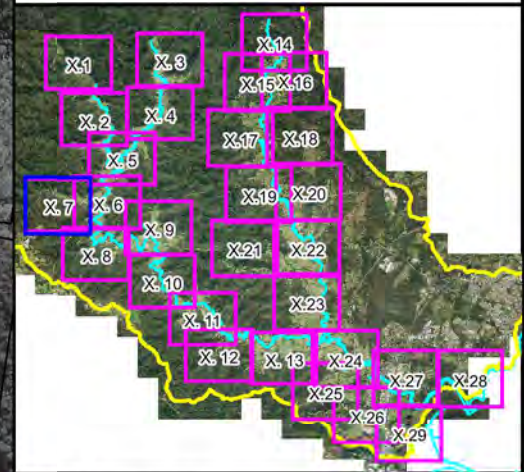 X.14
X.1
X. 3
X.15
X.16
X. 2
X. 4
X.17
X.18
X. 5
X.19
X.20
X. 7
X. 6
X. 9
X.21
X.22
X. 8
X. 10
X.23
X. 11
X. 12
X. 13
X.24
X.27
X.28
X.25
X.26
X.29